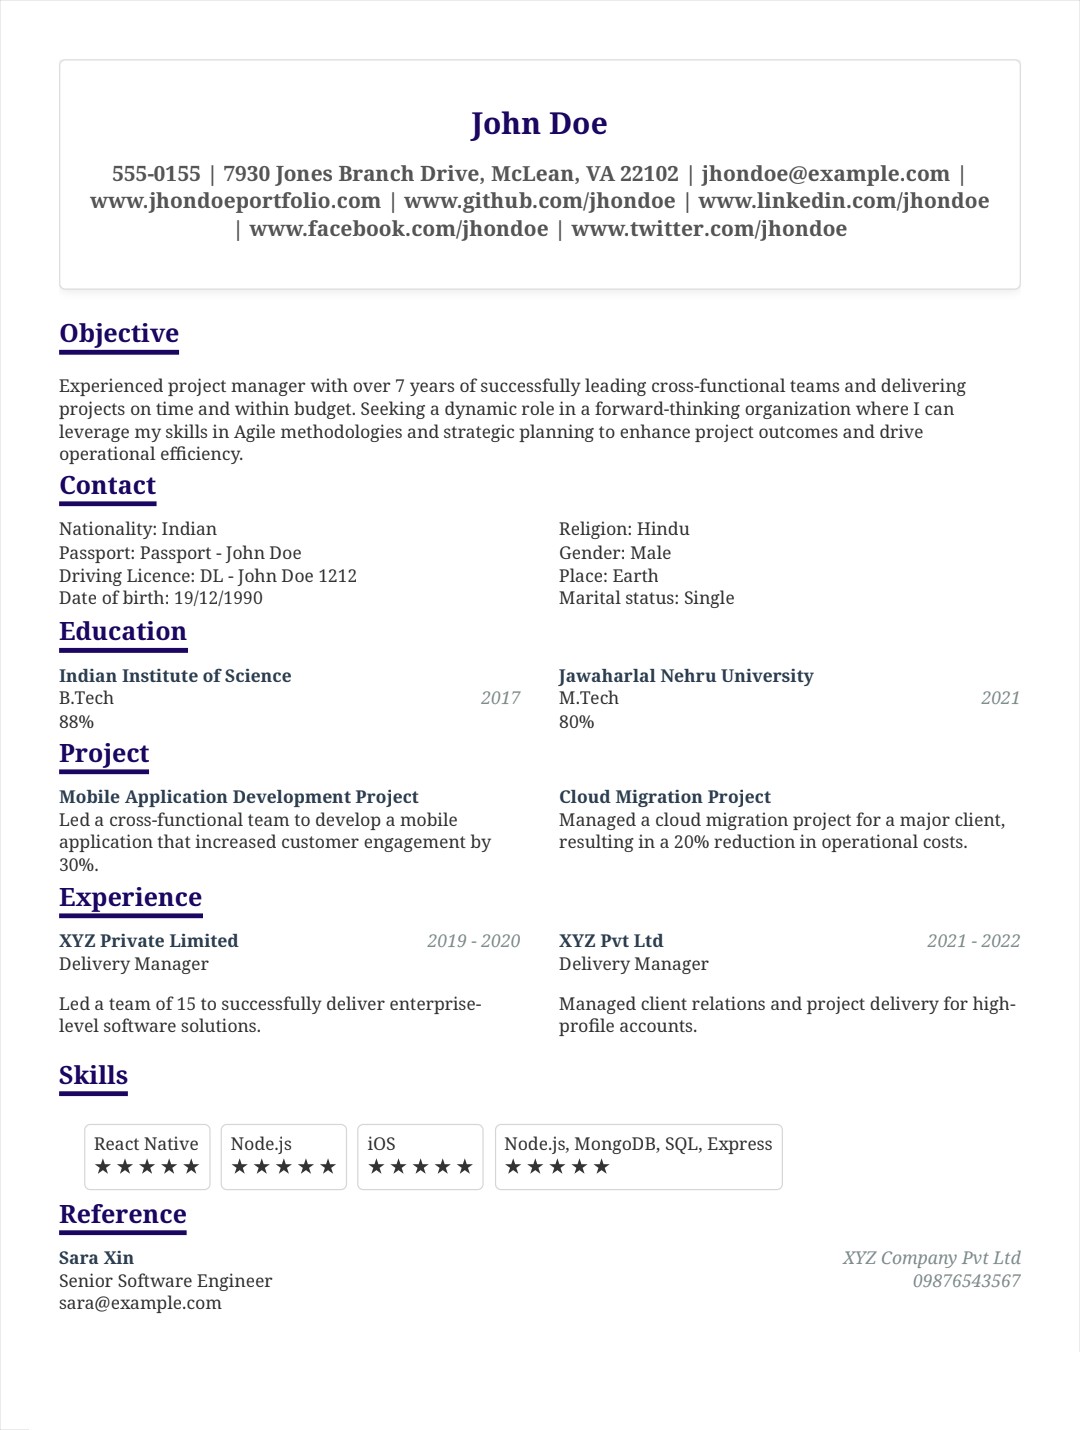 John Doe
555-0155 | 7930 Jones Branch Drive, McLean, VA 22102 | jhondoe@example.com |
www.jhondoeportfolio.com | www.github.com/jhondoe | www.linkedin.com/jhondoe
| www.facebook.com/jhondoe | www.twitter.com/jhondoe
Objective
Experienced project manager with over 7 years of successfully leading cross-functional teams and delivering
projects on time and within budget. Seeking a dynamic role in a forward-thinking organization where I can
leverage my skills in Agile methodologies and strategic planning to enhance project outcomes and drive
operational efficiency.
Contact
Nationality: Indian
Passport: Passport - John Doe
Driving Licence: DL - John Doe 1212
Date of birth: 19/12/1990
Religion: Hindu
Gender: Male
Place: Earth
Marital status: Single
Education
Indian Institute of Science
B.Tech 2017
88%
Jawaharlal Nehru University
M.Tech 2021
80%
Project
Mobile Application Development Project
Led a cross-functional team to develop a mobile
application that increased customer engagement by
30%.
Cloud Migration Project
Managed a cloud migration project for a major client,
resulting in a 20% reduction in operational costs.
Experience
XYZ Private Limited 2019 - 2020
Delivery Manager
Led a team of 15 to successfully deliver enterprise-
level software solutions.
XYZ Pvt Ltd 2021 - 2022
Delivery Manager
Managed client relations and project delivery for high-
profile accounts.
Skills
React Native
★ ★ ★ ★ ★
Node.js
★ ★ ★ ★ ★
iOS
★ ★ ★ ★ ★
Node.js, MongoDB, SQL, Express
★ ★ ★ ★ ★
Reference
Sara Xin XYZ Company Pvt Ltd
Senior Software Engineer 09876543567
sara@example.com